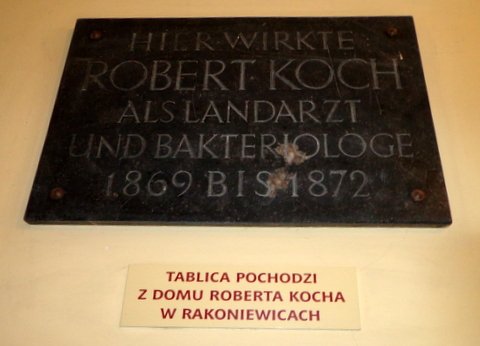 HIER WIRKTE
ROBERT KOCH
ALS LANDARZT
UND BAKTERIOLOGE
1869 BIS 1872
TABLICA POCHODZI
Z DOMU ROBERTA KOCHA
W RAKONIEWICACH